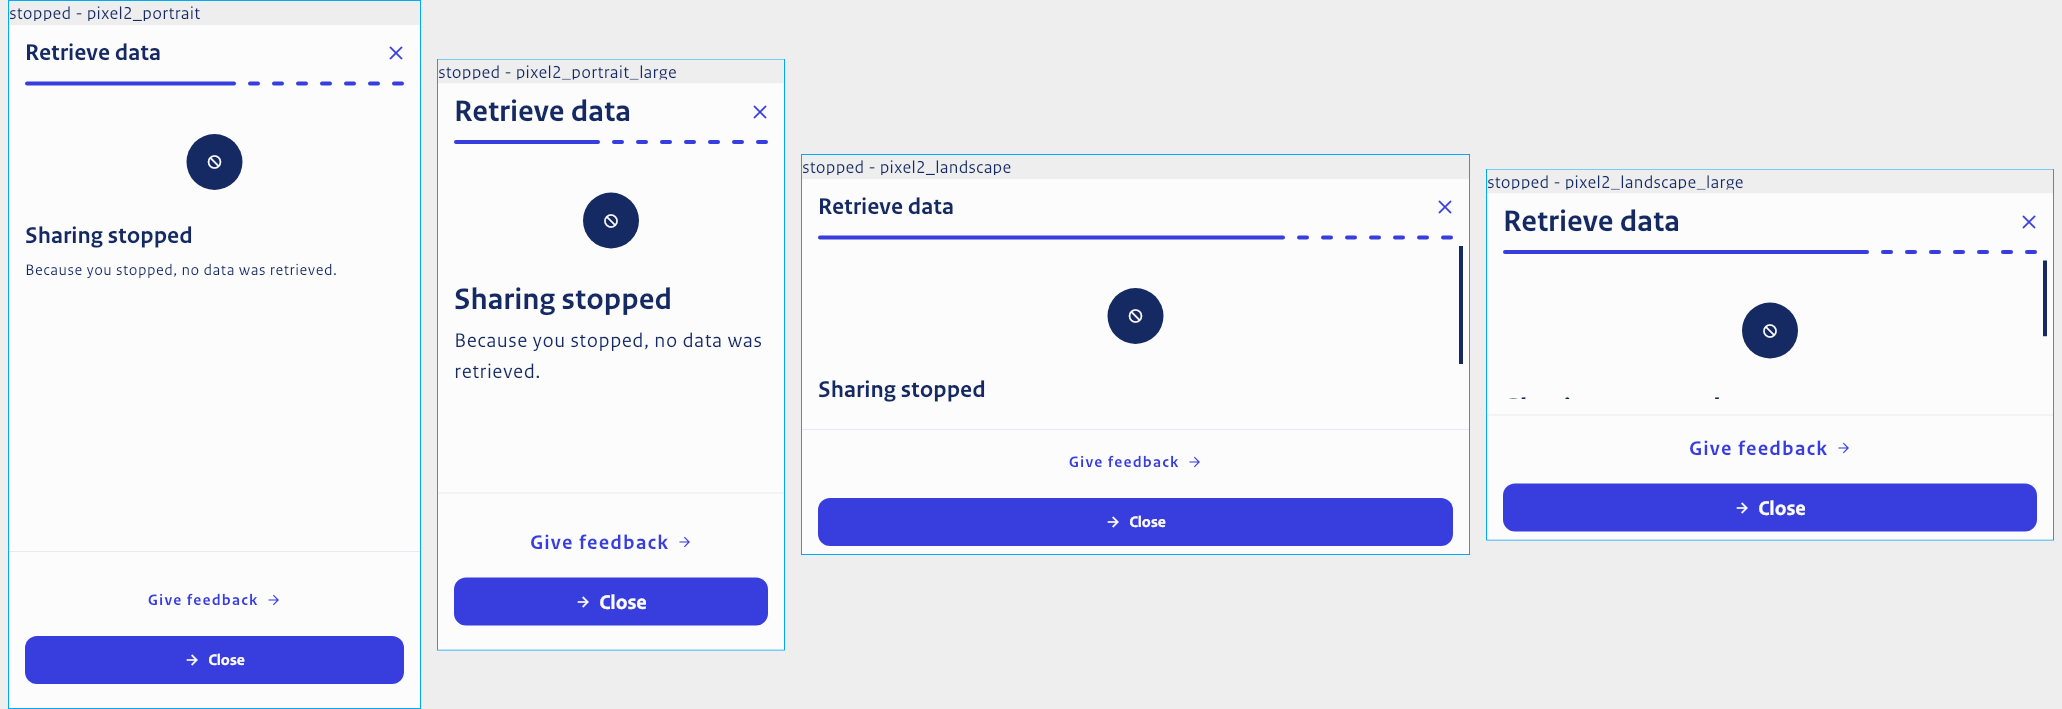 stopped - pixel2_portrait
Retrieve data
Sharing stopped
Because you stopped, no data was retrieved.
Give feedback
Close
stopped - pixel2_portrait_large
Retrieve data
Sharing stopped
Because you stopped, no data was
retrieved.
Give feedback
Close
stopped - pixel2_landscape
Retrieve data
Sharing stopped
Give feedback
Close
stopped - pixel2_landscape_large
Retrieve data
Give feedback
Close